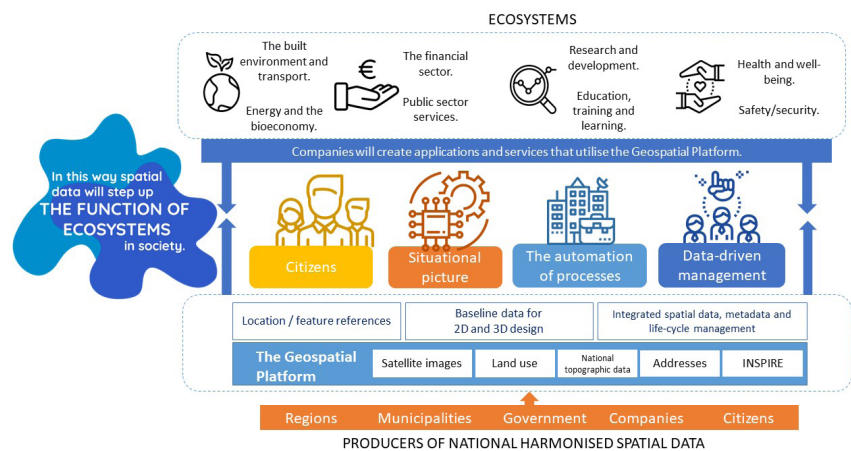 ECOSYSTEMS
The built
environment and
transport.
Energy and the
bioeconomy.
€
The financial
sector.
Public sector
services.
Research and
development.
Education,
training and
learning.
Health and well-
being.
Safety/security.
Companies will create applications and services that utilise the Geospatial Platform.
In this way spatial
data will step up
THE FUNCTION OF
ECOSYSTEMS
in society.
Citizens
Situational
picture
The automation
of processes
Data-driven
management
Location / feature references
Baseline data for
2D and 3D design
Integrated spatial data, metadata and
life-cycle management
The Geospatial
Platform
Satellite images
Land use
National
topographic data
Addresses
INSPIRE
Regions
Municipalities
Government
Companies
Citizens
PRODUCERS OF NATIONAL HARMONISED SPATIAL DATA